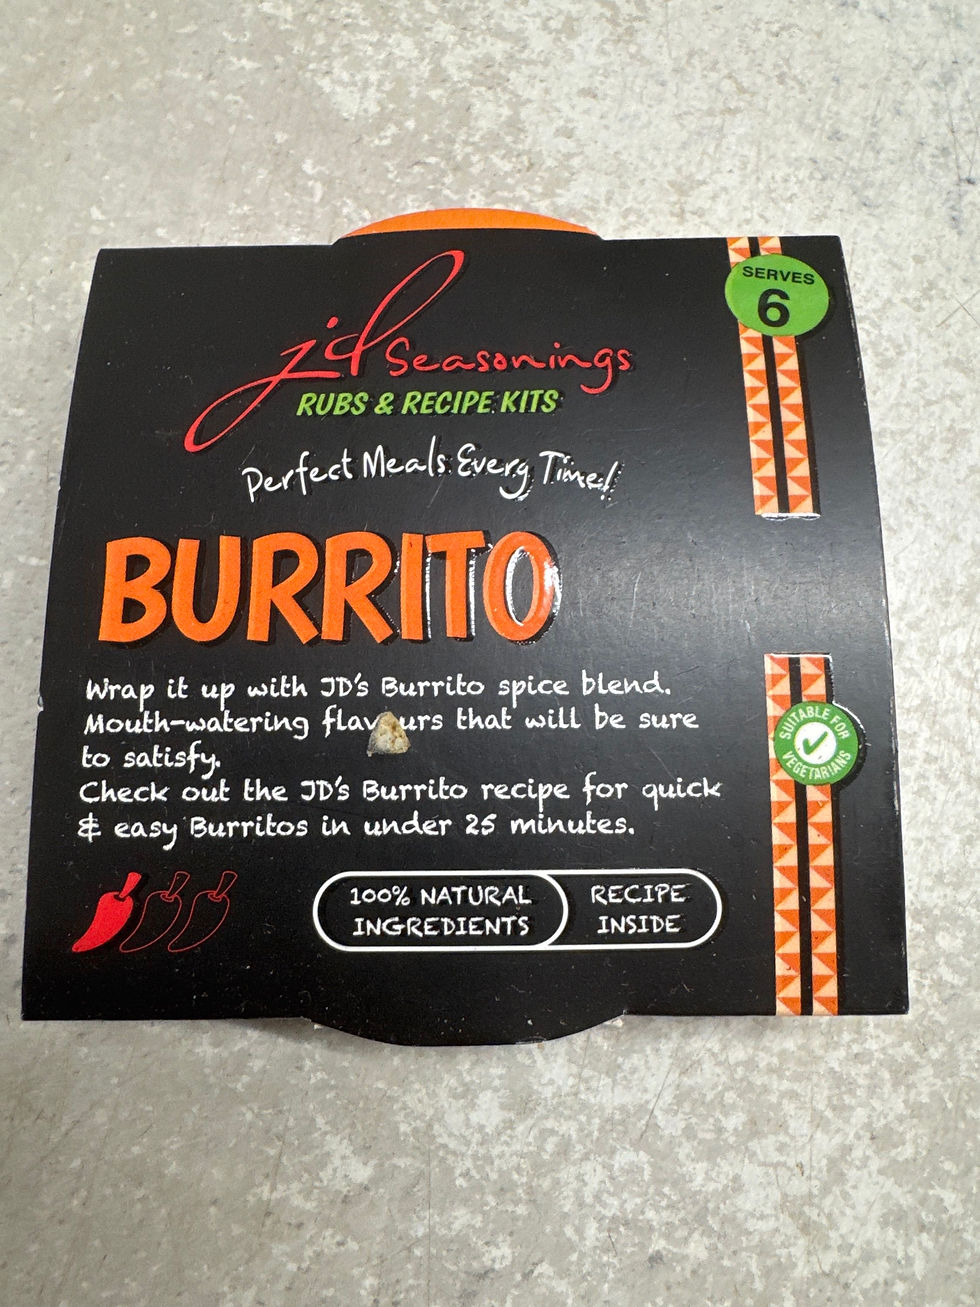 jd Seasonings
RUBS & RECIPE KITS
Perfect Meals Every Time!
SERVES
6
BURRITO
Wrap it up with JD's Burrito spice blend.
Mouth-watering flavours that will be sure
to satisfy.
Check out the JD's Burrito recipe for quick
& easy Burritos in under 25 minutes.
SUITABLE FOR
VEGETARIANS
100% NATURAL
INGREDIENTS
RECIPE
INSIDE